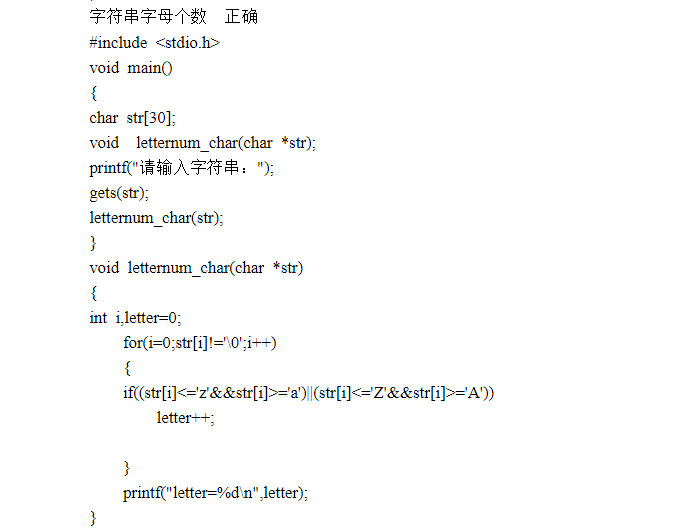 字符串字母个数  正确
#include <stdio.h>
void main()
{
char str[30];
void  letternum_char(char *str);
printf("请输入字符串：");
gets(str);
letternum_char(str);
}
void letternum_char(char *str)
{
int i,letter=0;
for(i=0;str[i]!='\0';i++)
{
if((str[i]<='z'&&str[i]>='a')||(str[i]<='Z'&&str[i]>='A'))
letter++;
}
printf("letter=%d\n",letter);
}